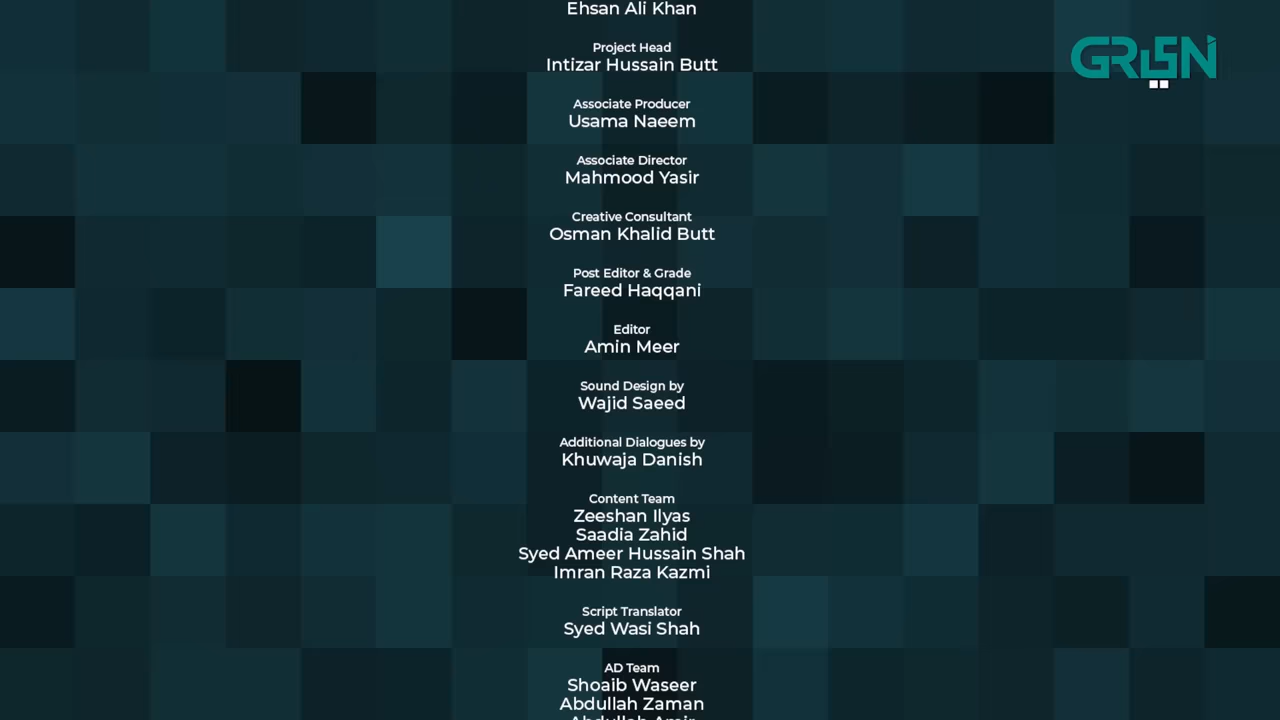 Ehsan Ali Khan
GREEN
Project Head
Intizar Hussain Butt
Associate Producer
Usama Naeem
Associate Director
Mahmood Yasir
Creative Consultant
Osman Khalid Butt
Post Editor & Grade
Fareed Haqqani
Editor
Amin Meer
Sound Design by
Wajid Saeed
Additional Dialogues by
Khuwaja Danish
Content Team
Zeeshan Ilyas
Saadia Zahid
Syed Ameer Hussain Shah
Imran Raza Kazmi
Script Translator
Syed Wasi Shah
AD Team
Shoaib Waseer
Abdullah Zaman
Abdullah Amir